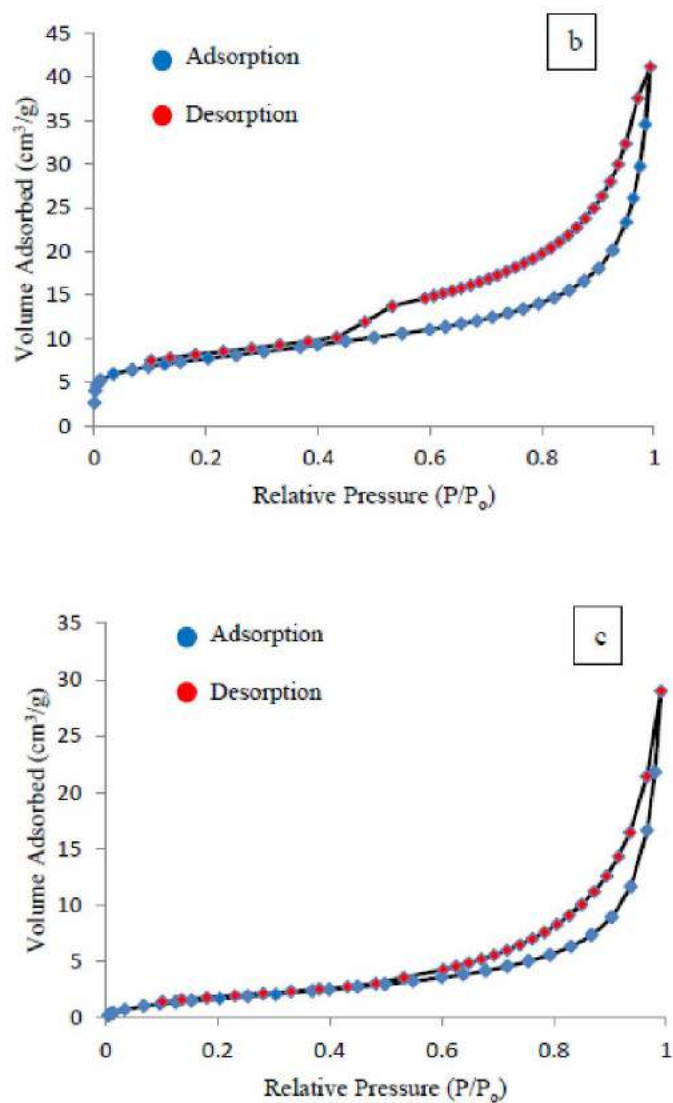 b
Adsorption
Desorption
Volume Adsorbed (cm³/g)
45
40
35
30
25
20
15
10
5
0
0 0.2 0.4 0.6 0.8 1
Relative Pressure (P/Pₒ)
c
Adsorption
Desorption
Volume Adsorbed (cm³/g)
35
30
25
20
15
10
5
0
0 0.2 0.4 0.6 0.8 1
Relative Pressure (P/Pₒ)